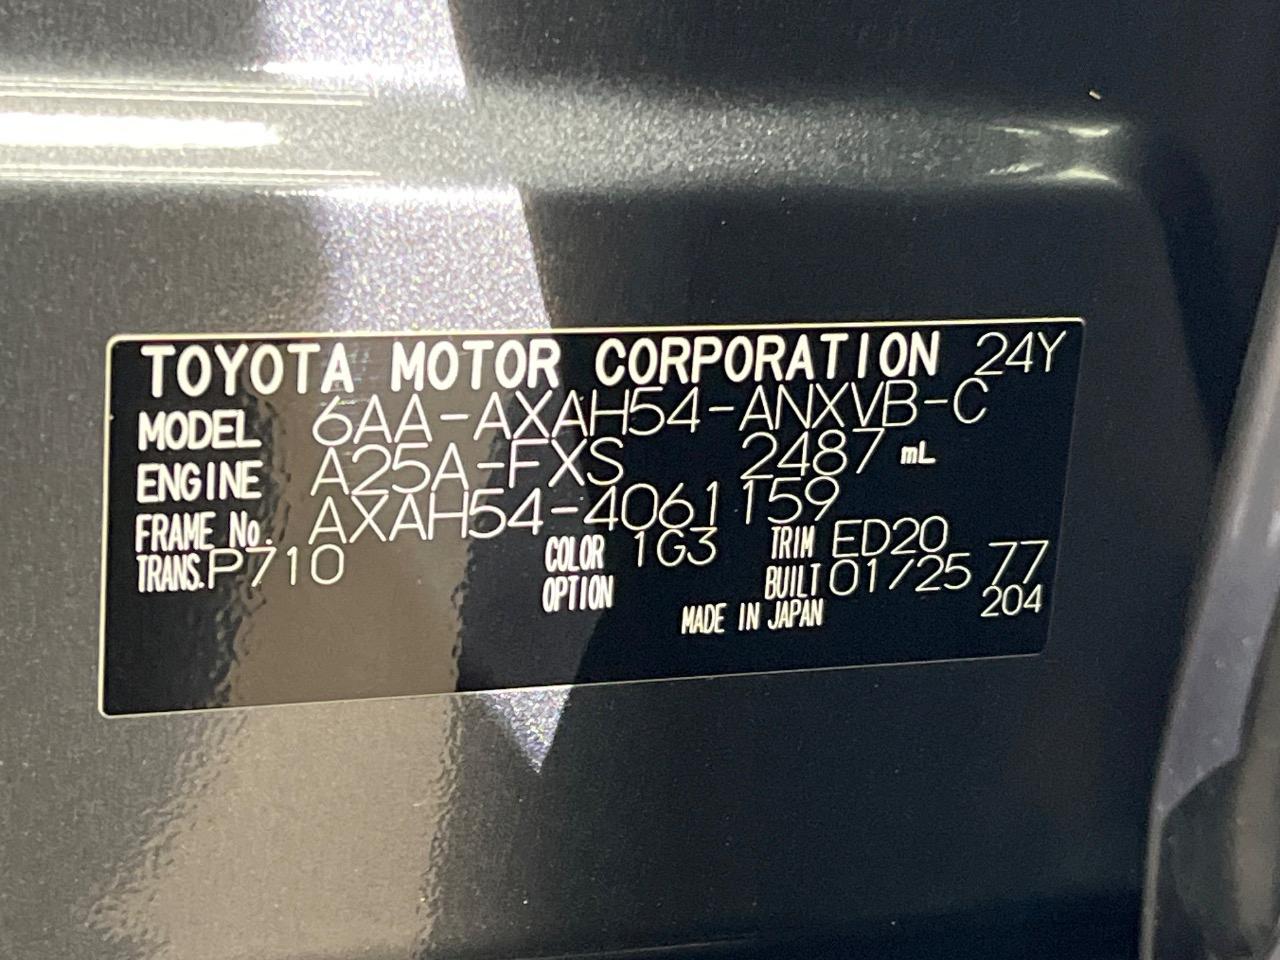 TOYOTA MOTOR CORPORATION 24Y
MODEL 6AA-AXAH54-ANXVB-C
ENGINE A25A-FXS 2487 mL
FRAME No. AXAH54-4061159
TRANS. P710 COLOR 1G3 TRIM ED20
OPTION BUILT 01/25 77
MADE IN JAPAN 204